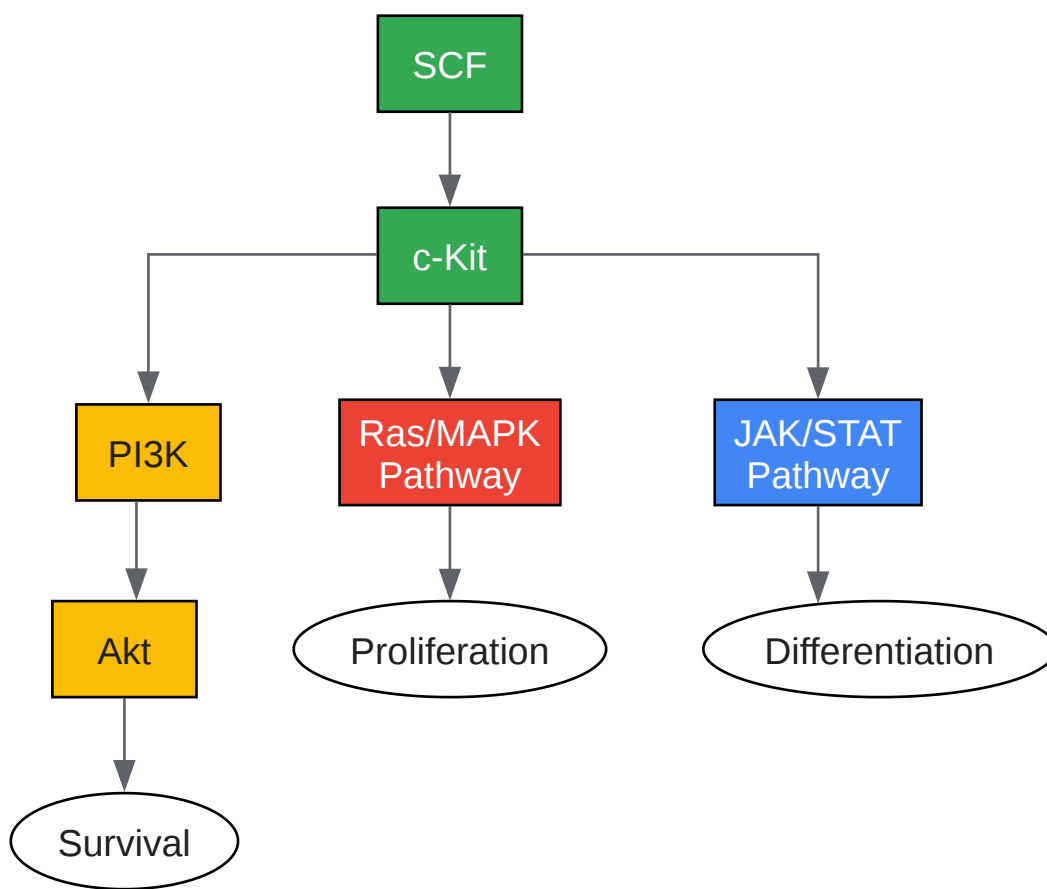 SCF
c-Kit
PI3K
Ras/MAPK
Pathway
JAK/STAT
Pathway
Akt
Proliferation
Differentiation
Survival